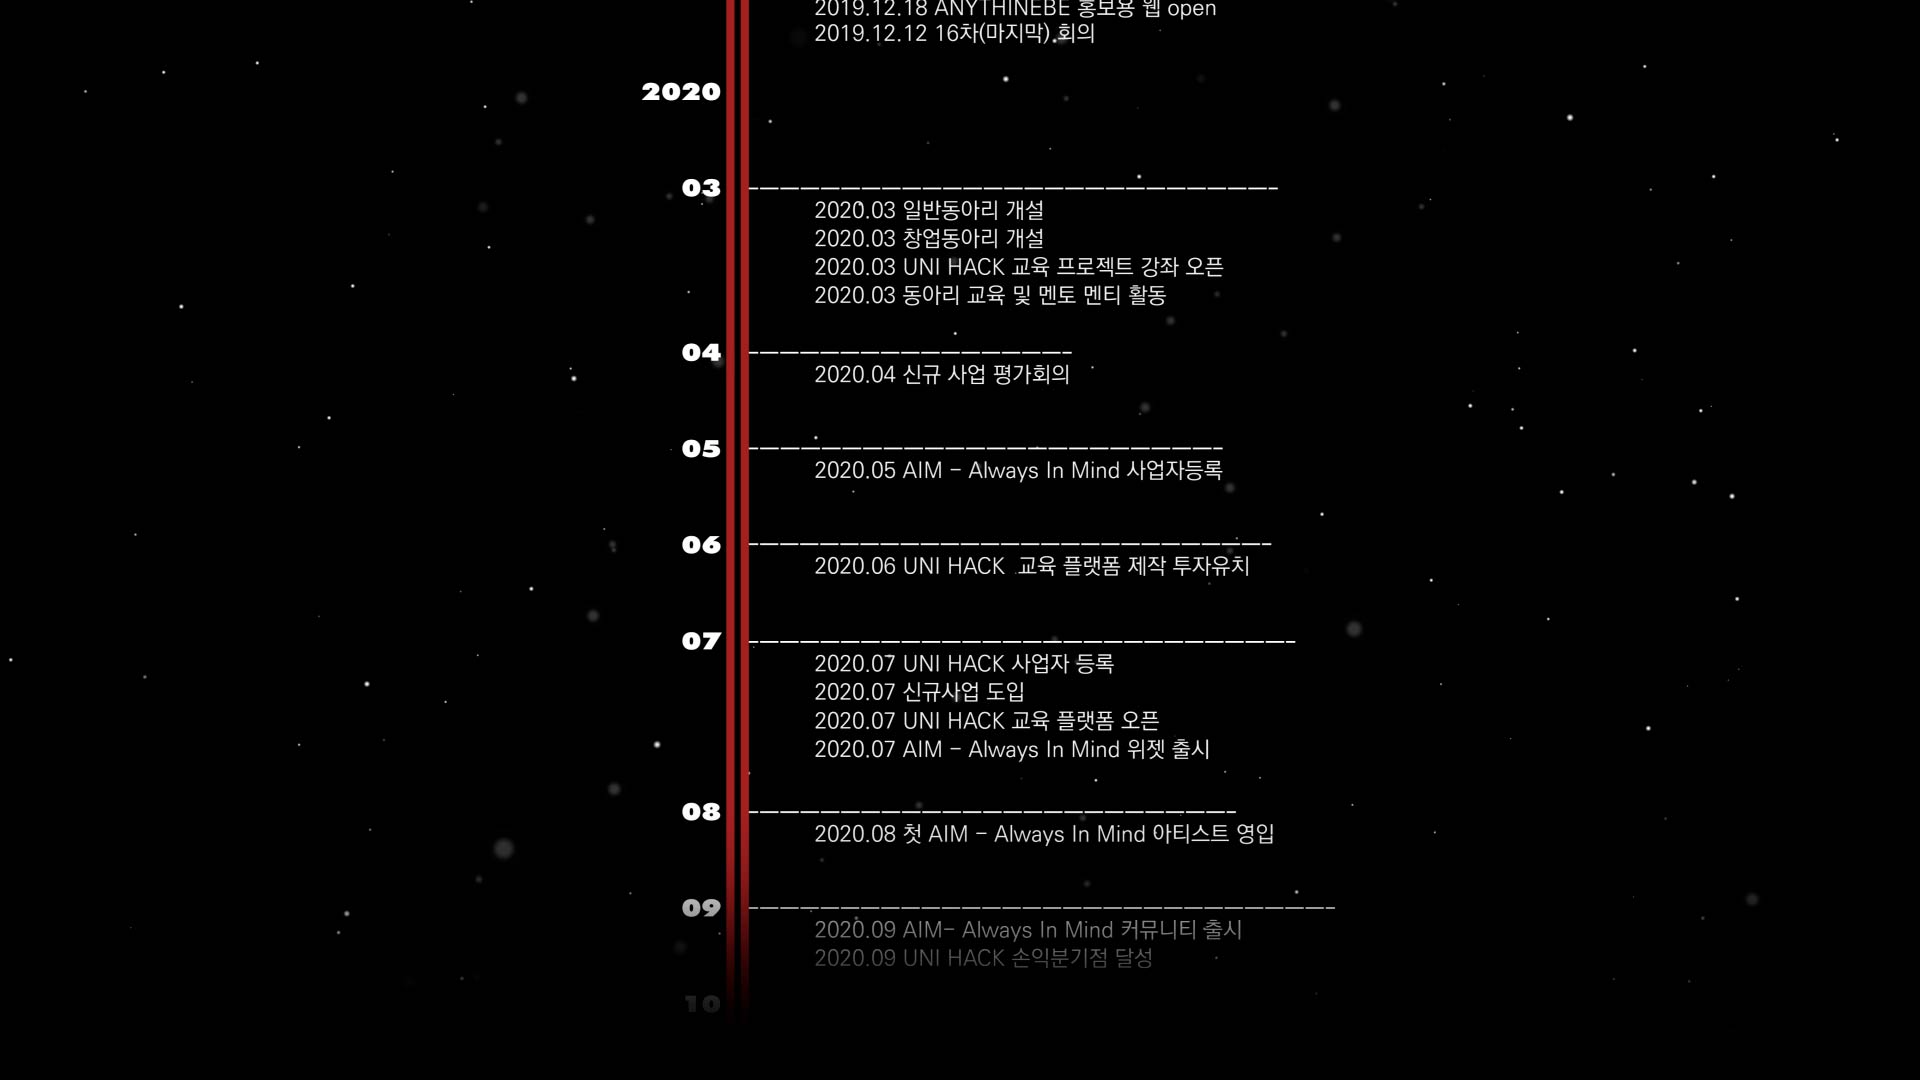 2019.12.18 ANYTHINEBE 홍보용 웹 open
2019.12.12 16차(마지막) 회의
2020
03
2020.03 일반동아리 개설
2020.03 창업동아리 개설
2020.03 UNI HACK 교육 프로젝트 강좌 오픈
2020.03 동아리 교육 및 멘토 멘티 활동
04
2020.04 신규 사업 평가회의
05
2020.05 AIM - Always In Mind 사업자등록
06
2020.06 UNI HACK 교육 플랫폼 제작 투자유치
07
2020.07 UNI HACK 사업자 등록
2020.07 신규사업 도입
2020.07 UNI HACK 교육 플랫폼 오픈
2020.07 AIM - Always In Mind 위젯 출시
08
2020.08 첫 AIM - Always In Mind 아티스트 영입
09
2020.09 AIM- Always In Mind 커뮤니티 출시
2020.09 UNI HACK 손익분기점 달성
10